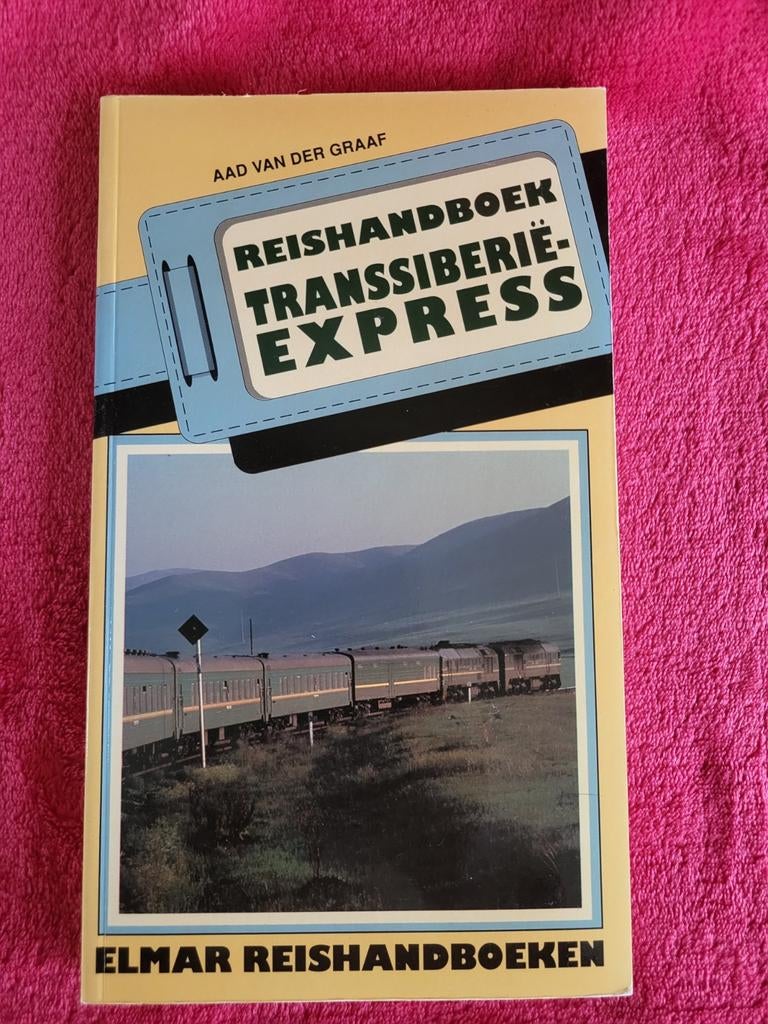 AAD VAN DER GRAAF
REISHANDBOEK
TRANSSIBERIË-
EXPRESS
ELMAR REISHANDBOEKEN